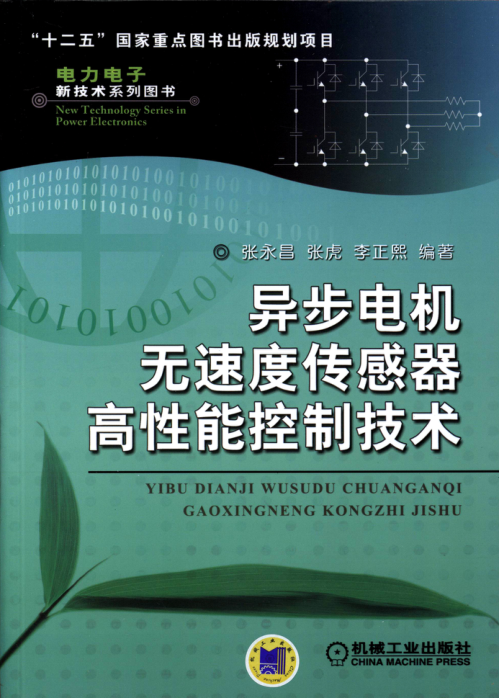 “十二五”国家重点图书出版规划项目
电力电子
新技术系列图书
New Technology Series in
Power Electronics
张永昌 张虎 李正熙 编著
异步电机
无速度传感器
高性能控制技术
YIBU DIANJI WUSUDU CHUANGANQI
GAOXINGNENG KONGZHI JISHU
机械工业出版社
CHINA MACHINE PRESS